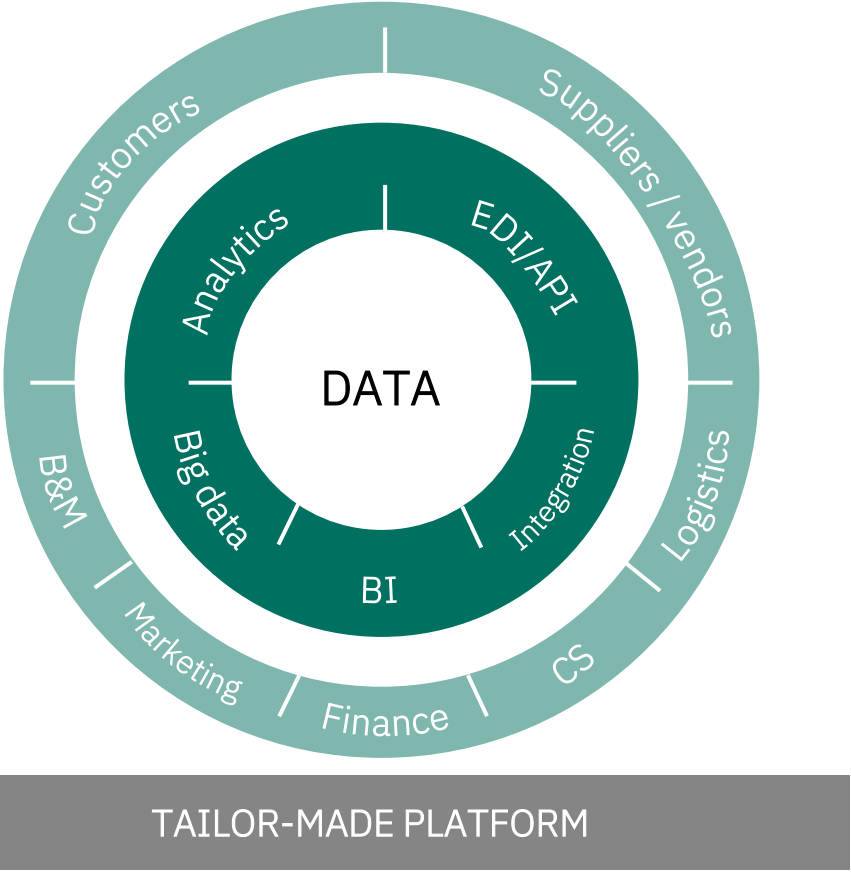 Customers
Suppliers / vendors
Analytics
EDI/API
DATA
B&M
Big data
Integration
Logistics
BI
Marketing
CS
Finance
TAILOR-MADE PLATFORM